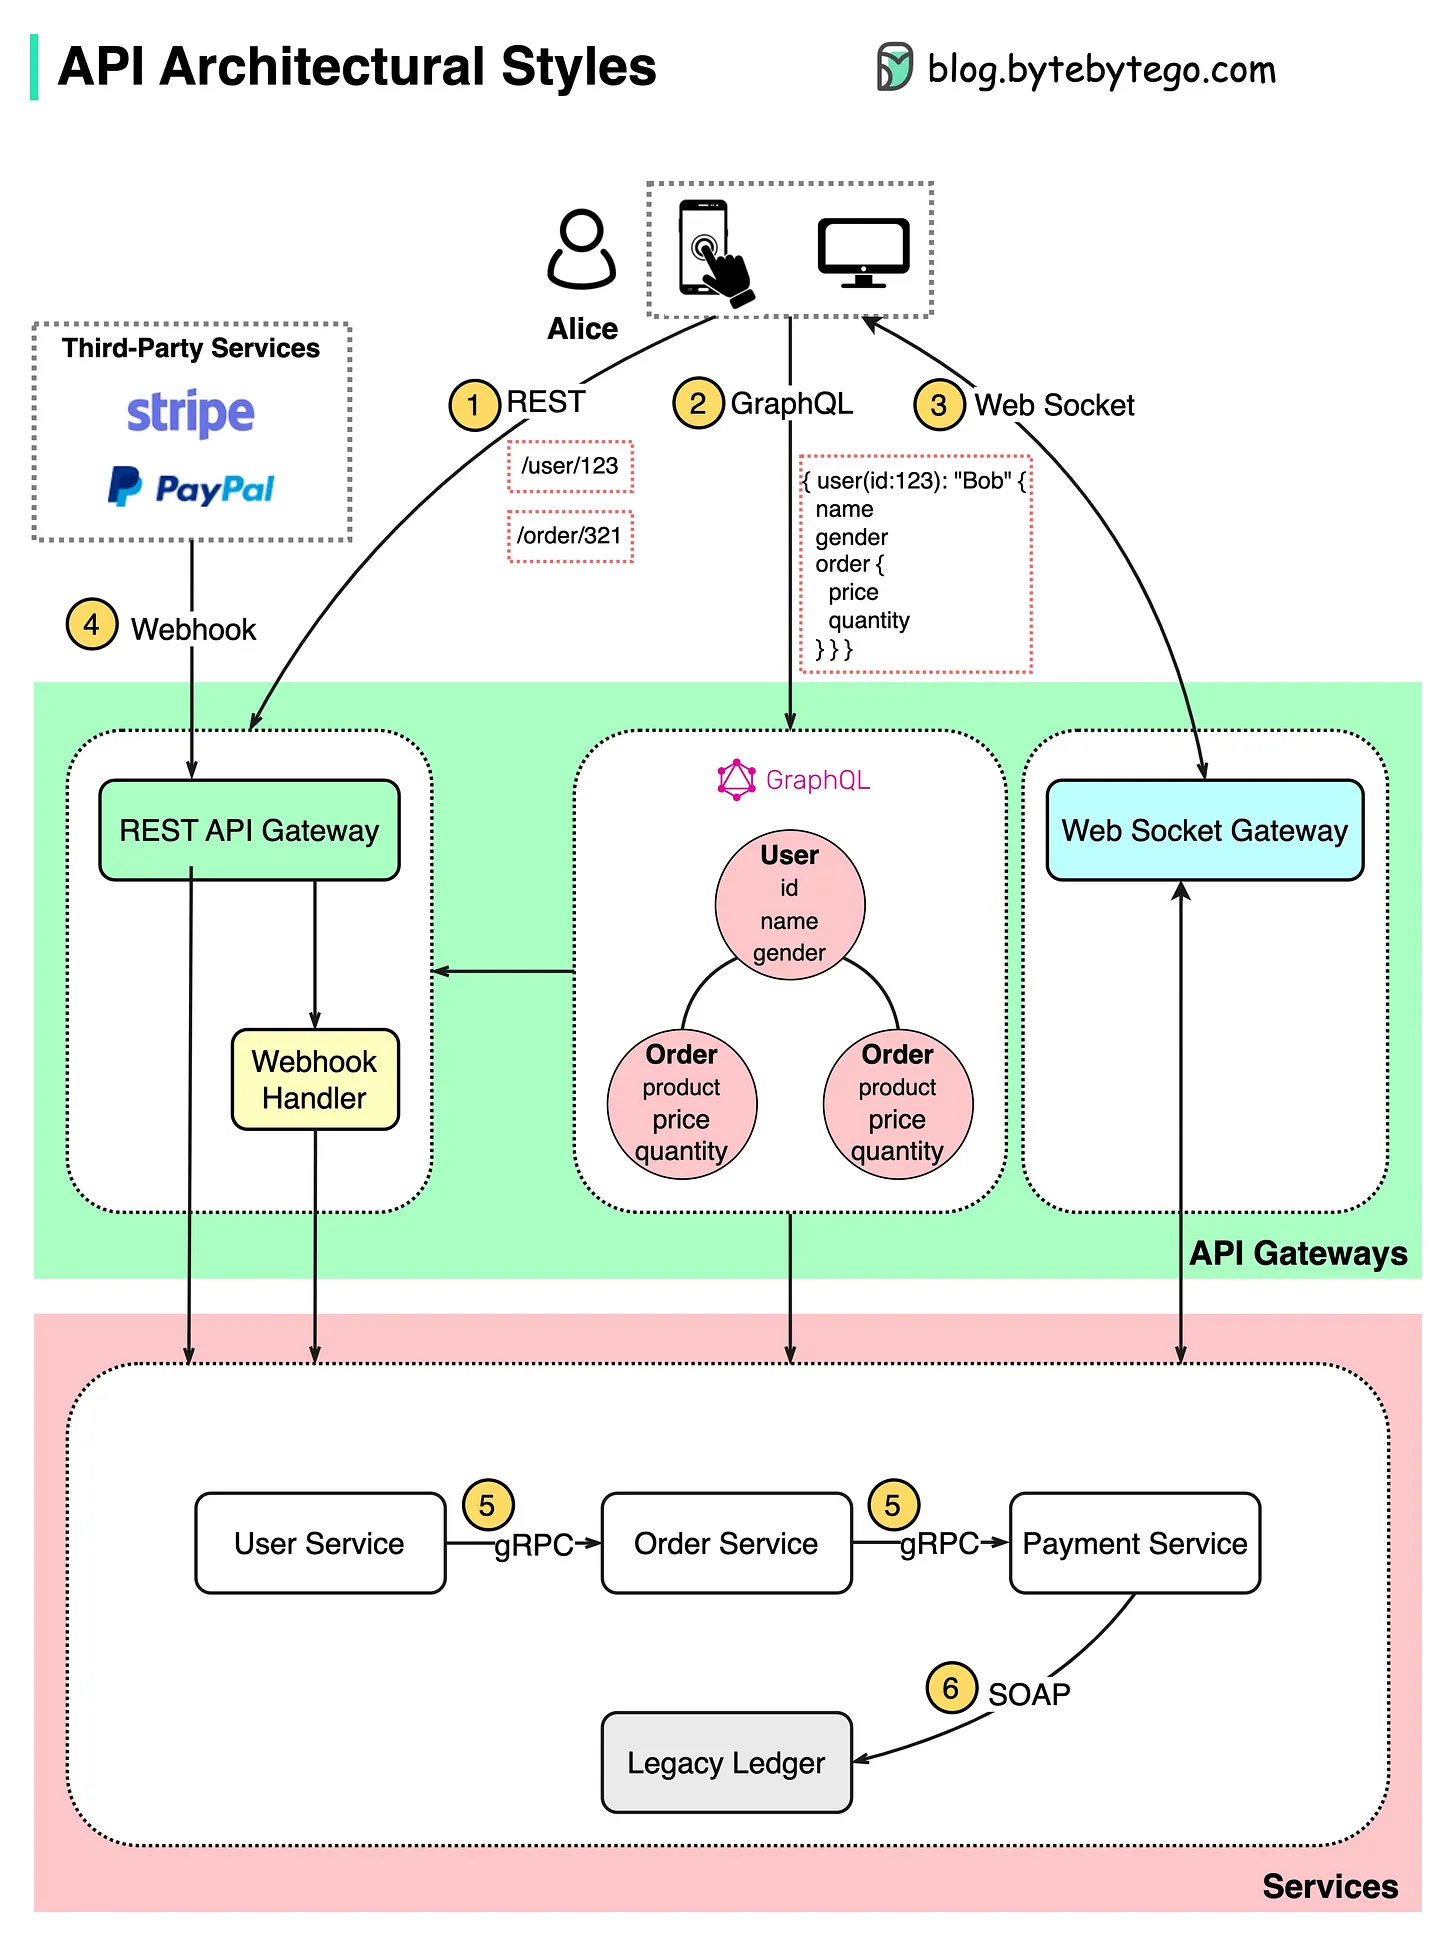 API Architectural Styles
blog.bytebytego.com
Alice
Third-Party Services
stripe
PayPal
1 REST
/user/123
/order/321
2 GraphQL
{ user(id:123): "Bob" {
name
gender
order {
price
quantity
} } }
3 Web Socket
4 Webhook
REST API Gateway
Webhook
Handler
GraphQL
User
id
name
gender
Order
product
price
quantity
Order
product
price
quantity
Web Socket Gateway
API Gateways
User Service
5
gRPC
Order Service
5
gRPC
Payment Service
6 SOAP
Legacy Ledger
Services